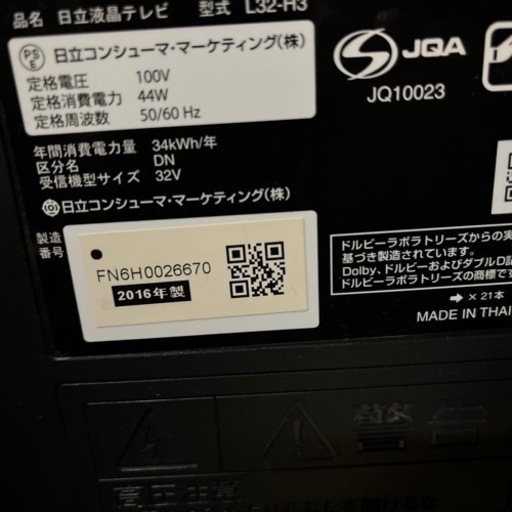 品名 日立液晶テレビ 型式 L32-H3
PS
E
日立コンシューマ・マーケティング(株)
定格電圧 100V
定格消費電力 44W
定格周波数 50/60 Hz
JQA
JQ10023
年間消費電力量 34kWh/年
区分名 DN
受信機型サイズ 32V
日立コンシューマ・マーケティング(株)
製造
番号
FN6H0026670
2016年製
ドルビーラボラトリーズからの実
基づき製造されています。
Dolby、ドルビーおよびダブルD記
ドルビーラボラトリーズの商標です
➔ × 21本
MADE IN THAI
警告